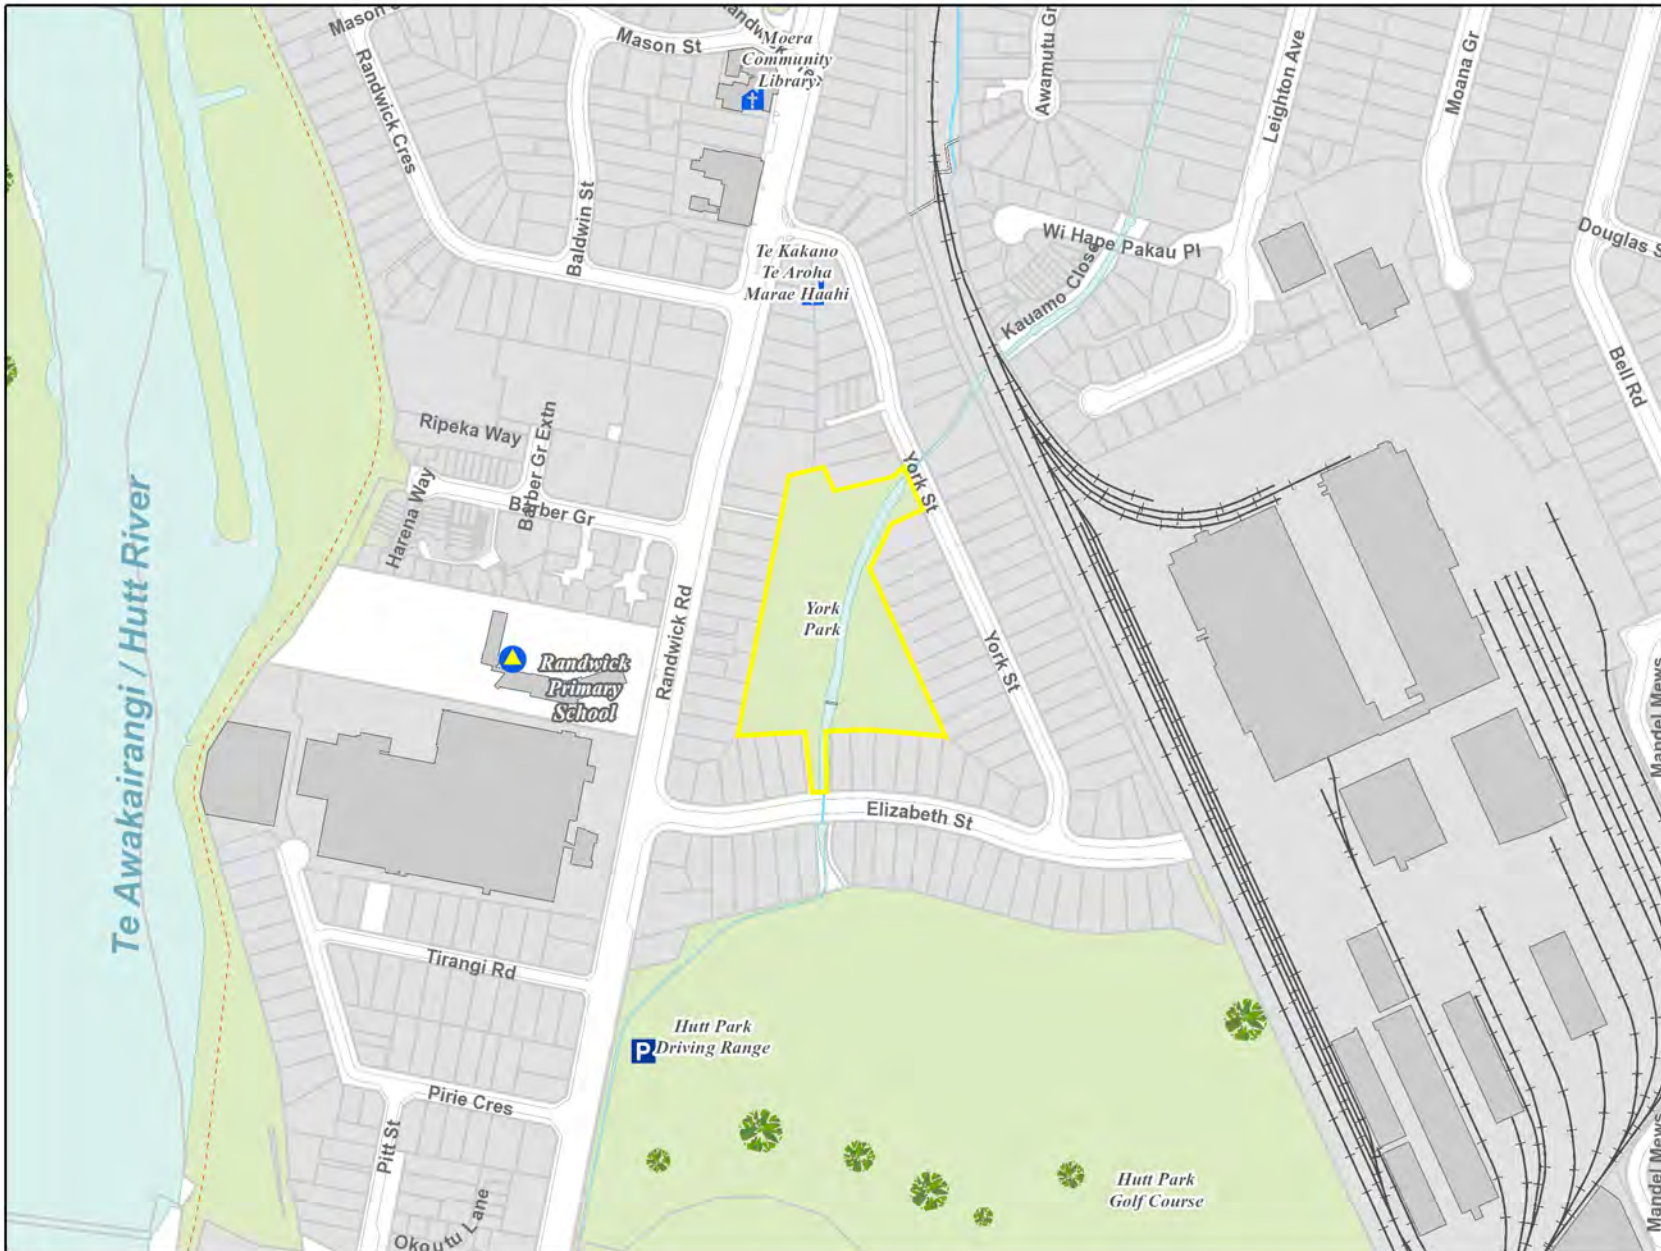 Mason
Randwick
Mason St
Moera
Community
Library
Awamutu Gr
Leighton Ave
Moana Gr
Randwick Cres
Baldwin St
Te Kakano
Te Aroha
Marae Haahi
Wi Hape Pakau Pl
Kauamo Close
Douglas S
Bell Rd
Ripeka Way
Barber Gr Extn
Harena Way
Barber Gr
York St
York
Park
York St
Randwick Rd
Randwick
Primary
School
Te Awakairangi / Hutt River
Elizabeth St
Mandel Mews
Tirangi Rd
Hutt Park
Driving Range
P
Pirie Cres
Pitt St
Okoutu Lane
Hutt Park
Golf Course
Mandel Mews